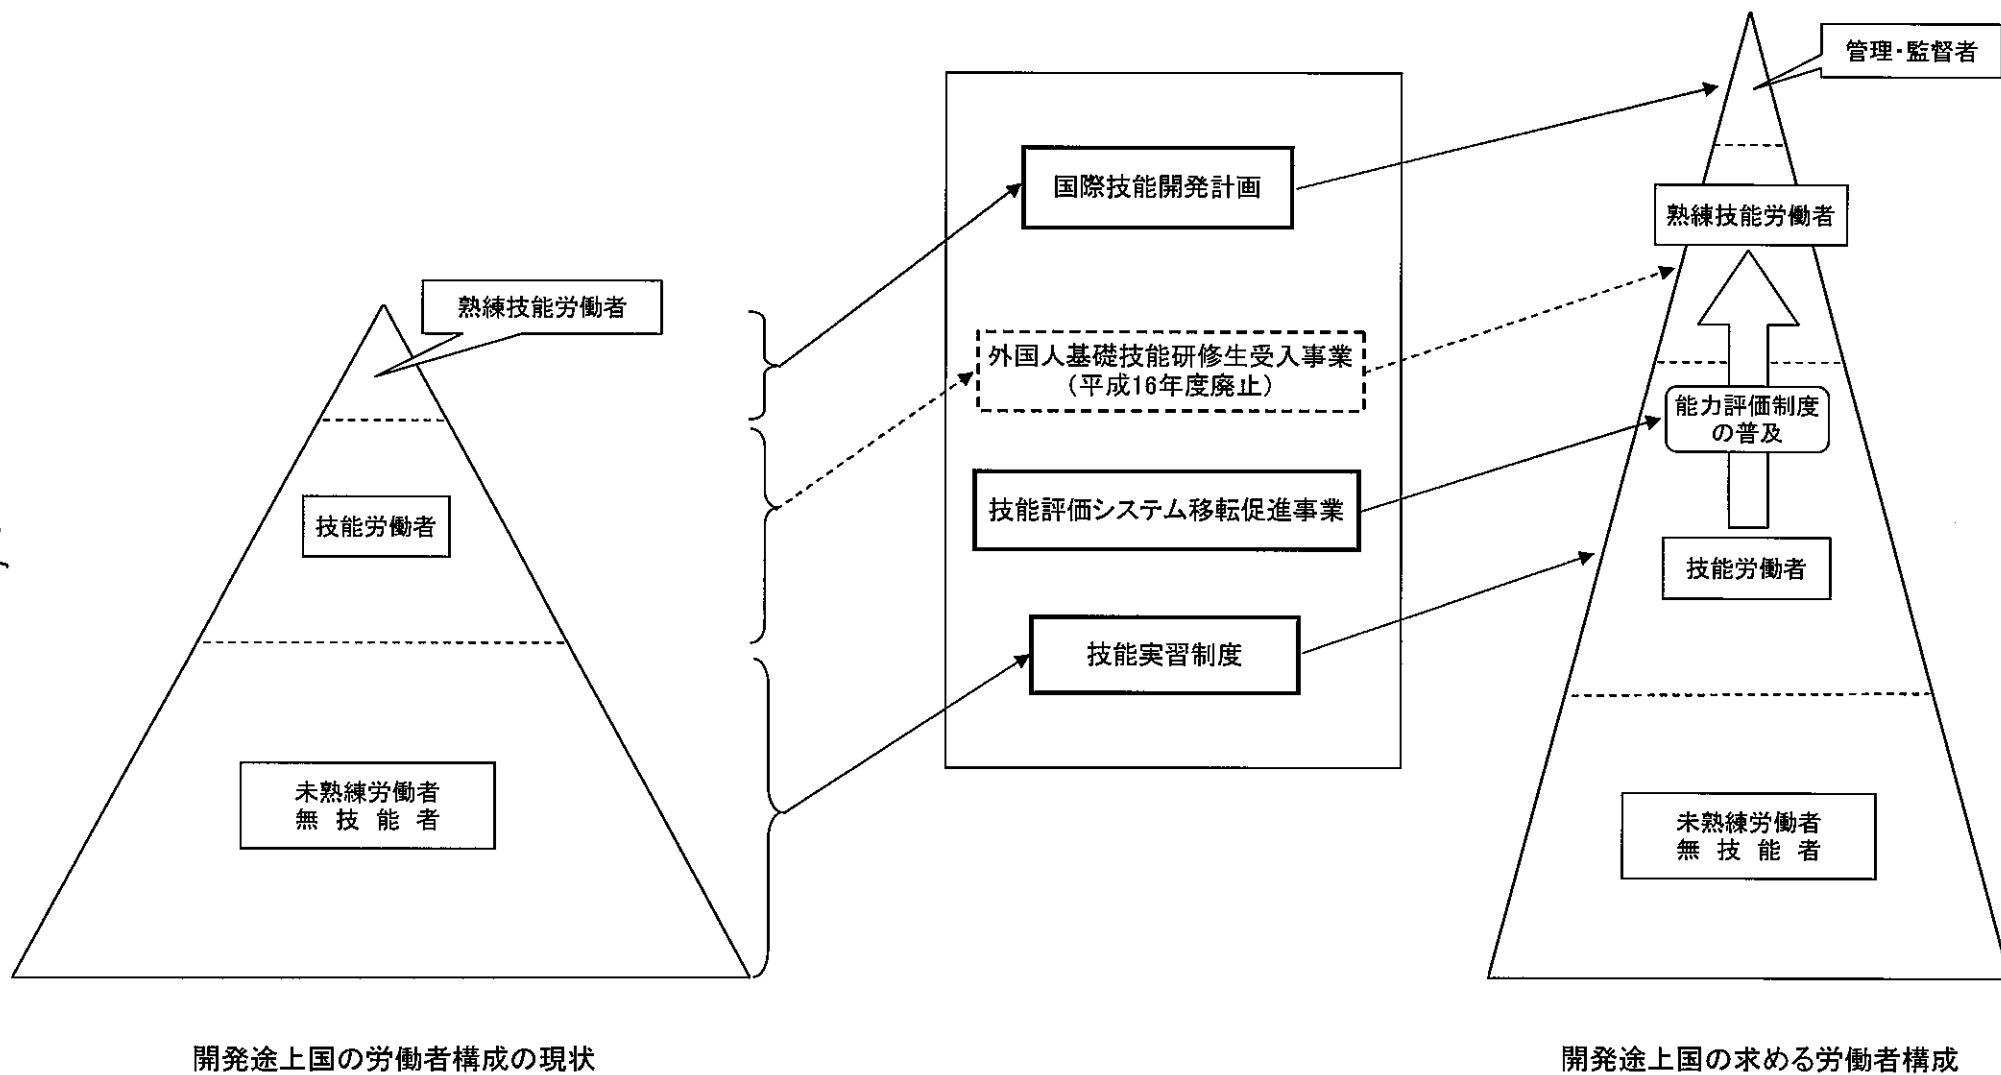 熟練技能労働者
技能労働者
未熟練労働者
無技能者
開発途上国の労働者構成の現状
国際技能開発計画
外国人基礎技能研修生受入事業
(平成16年度廃止)
技能評価システム移転促進事業
技能実習制度
管理・監督者
熟練技能労働者
能力評価制度
の普及
技能労働者
未熟練労働者
無技能者
開発途上国の求める労働者構成